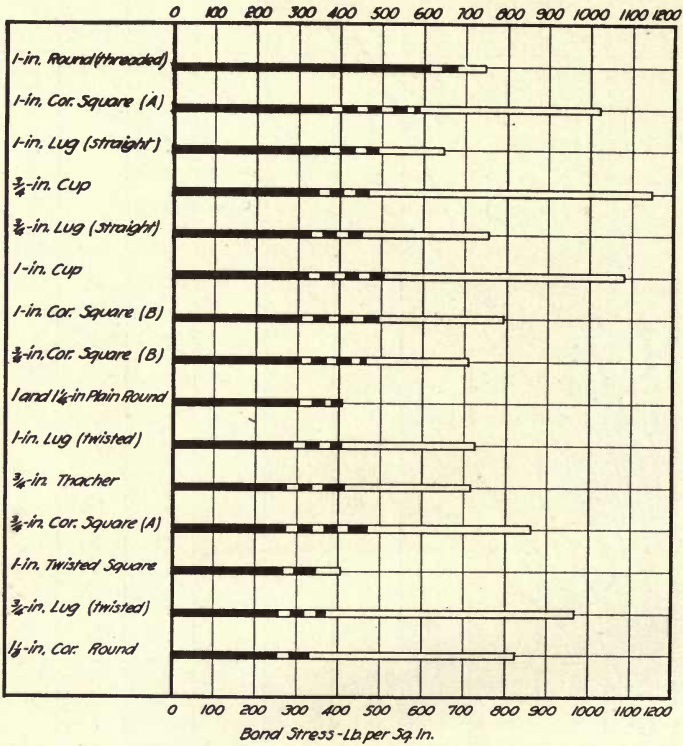 0 100 200 300 400 500 600 700 800 900 1000 1100 1200
1-in. Round (threaded)
1-in. Cor. Square (A)
1-in. Lug (straight)
¾-in. Cup
¾-in. Lug (straight)
1-in. Cup
1-in. Cor. Square (B)
¾-in. Cor. Square (B)
1 and 1¼-in Plain Round
1-in. Lug (twisted)
¾-in. Thacher
¾-in. Cor. Square (A)
1-in. Twisted Square
¾-in. Lug (twisted)
1⅛-in. Cor. Round
0 100 200 300 400 500 600 700 800 900 1000 1100 1200
Bond Stress-Lb. per Sq. In.